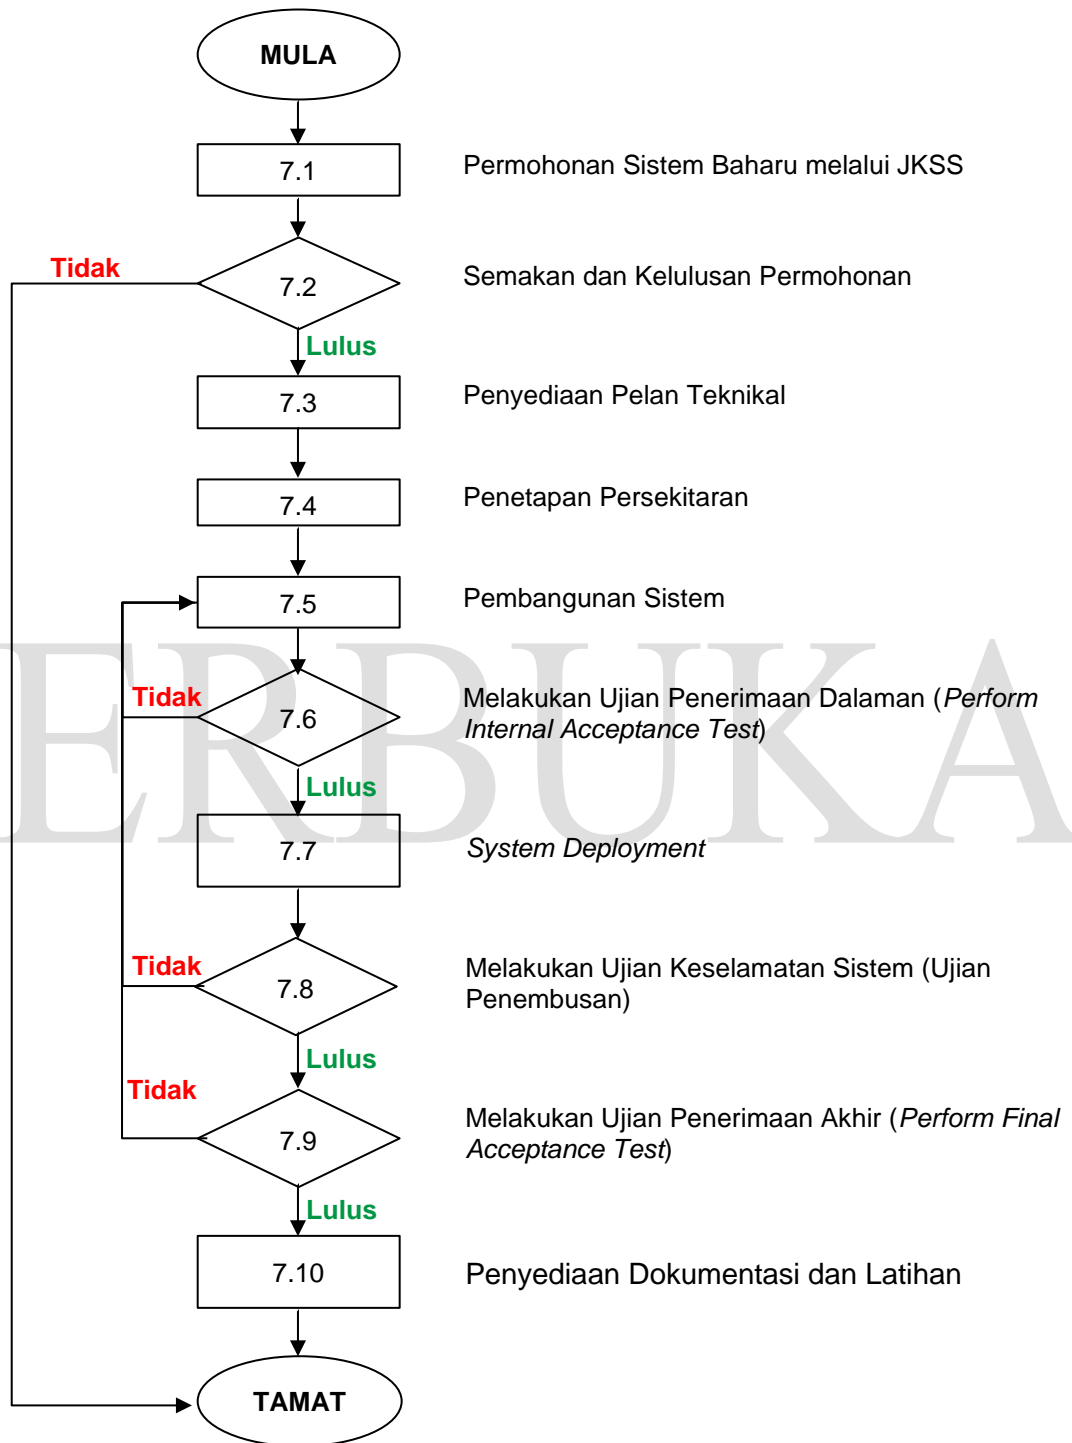 MULA
7.1
Permohonan Sistem Baharu melalui JKSS
Tidak
7.2
Semakan dan Kelulusan Permohonan
Lulus
7.3
Penyediaan Pelan Teknikal
7.4
Penetapan Persekitaran
7.5
Pembangunan Sistem
Tidak
7.6
Melakukan Ujian Penerimaan Dalaman (Perform
Internal Acceptance Test)
Lulus
ERBUKA
7.7
System Deployment
Tidak
7.8
Melakukan Ujian Keselamatan Sistem (Ujian
Penembusan)
Lulus
Tidak
7.9
Melakukan Ujian Penerimaan Akhir (Perform Final
Acceptance Test)
Lulus
7.10
Penyediaan Dokumentasi dan Latihan
TAMAT